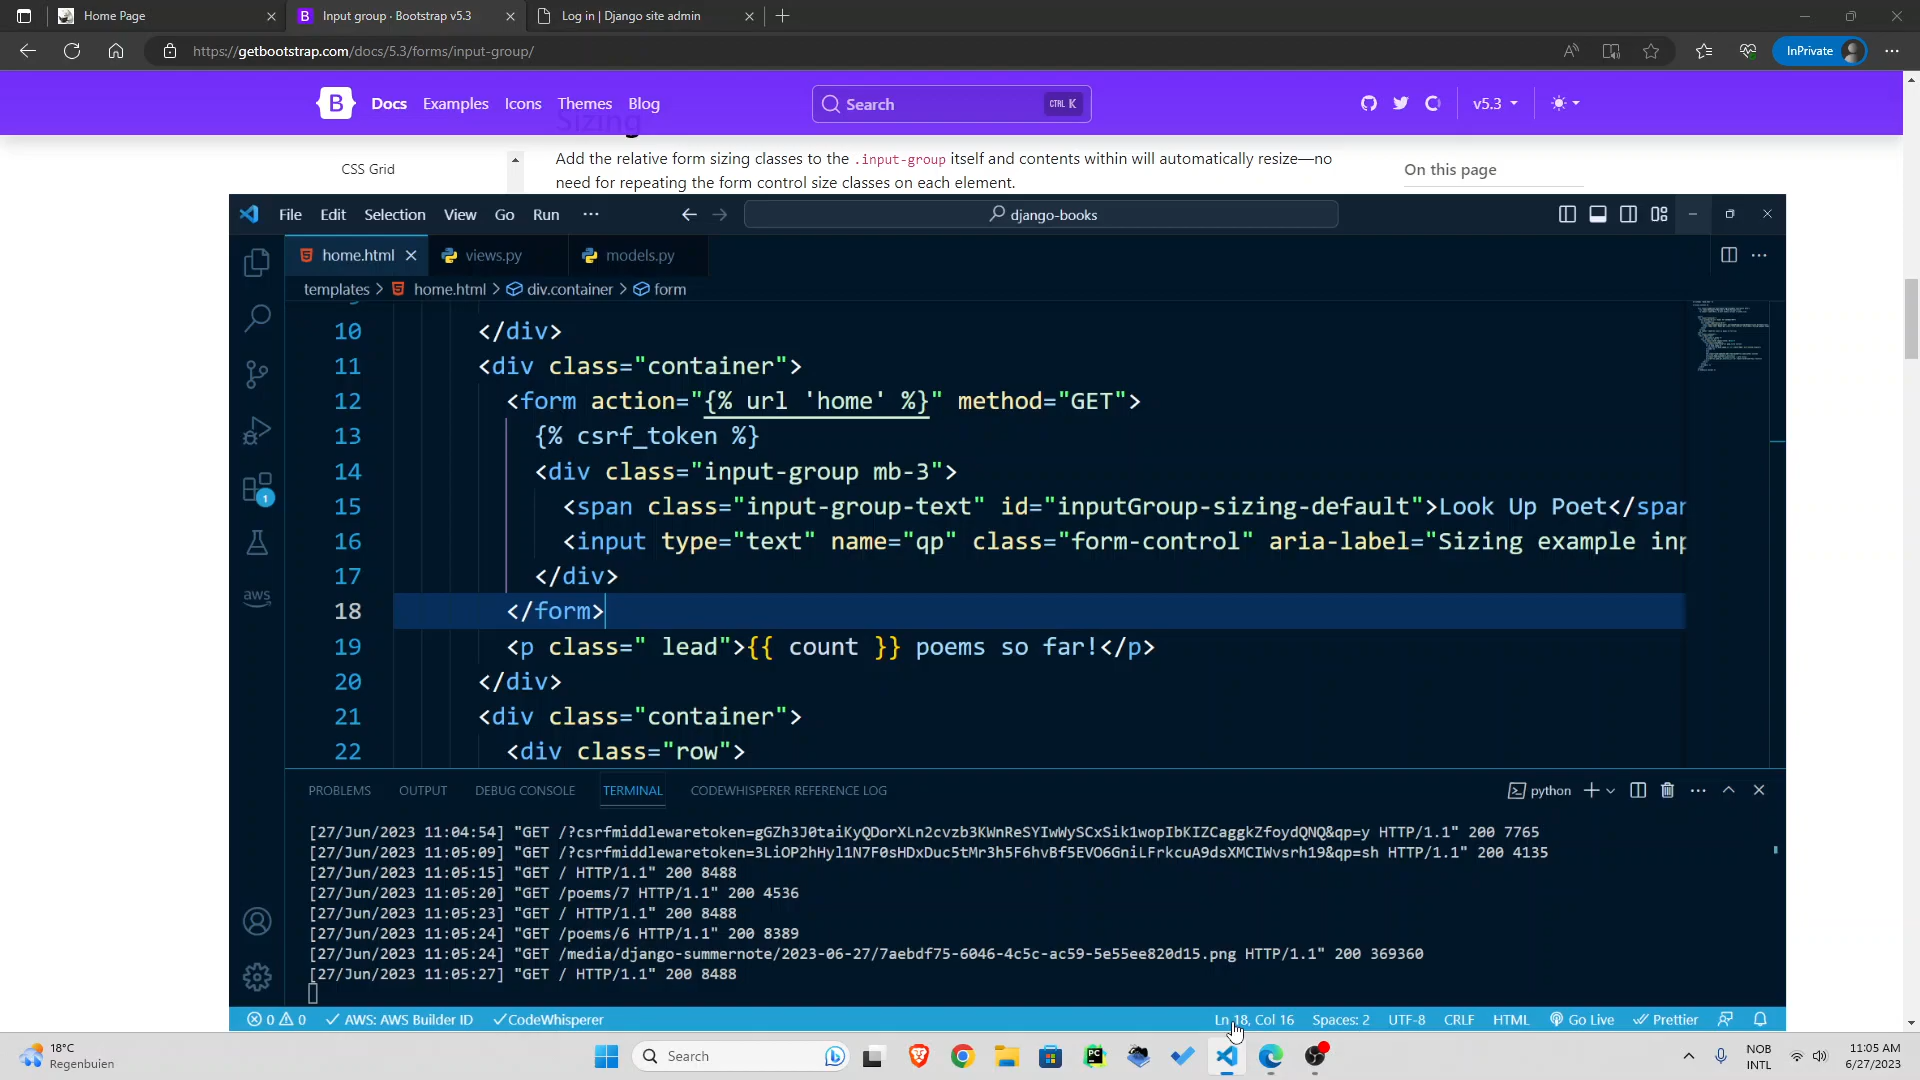 Home Page
Input group · Bootstrap v5.3
Log in | Django site admin
https://getbootstrap.com/docs/5.3/forms/input-group/
InPrivate
B
Docs
Examples
Icons
Themes
Blog
Search
CTRL K
v5.3
Sizing
CSS Grid
Add the relative form sizing classes to the .input-group itself and contents within will automatically resize—no
need for repeating the form control size classes on each element.
On this page
File
Edit
Selection
View
Go
Run
django-books
home.html
views.py
models.py
templates > home.html > div.container > form
10 </div>
11 <div class="container">
12 <form action="{% url 'home' %}" method="GET">
13 {% csrf_token %}
14 <div class="input-group mb-3">
15 <span class="input-group-text" id="inputGroup-sizing-default">Look Up Poet</span
16 <input type="text" name="qp" class="form-control" aria-label="Sizing example inp
17 </div>
18 </form>
19 <p class=" lead">{{ count }} poems so far!</p>
20 </div>
21 <div class="container">
22 <div class="row">
1
aws
PROBLEMS
OUTPUT
DEBUG CONSOLE
TERMINAL
CODEWHISPERER REFERENCE LOG
python
[27/Jun/2023 11:04:54] "GET /?csrfmiddlewaretoken=gGZh3J0taiKyQDorXLn2cvzb3KWnReSYIwWySCxSik1wopIbKIZCaggkZfoydQNQ&qp=y HTTP/1.1" 200 7765
[27/Jun/2023 11:05:09] "GET /?csrfmiddlewaretoken=3LiOP2hHyl1N7F0sHDxDuc5tMr3h5F6hvBf5EVO6GniLFrkcuA9dsXMCIWvsrh19&qp=sh HTTP/1.1" 200 4135
[27/Jun/2023 11:05:15] "GET / HTTP/1.1" 200 8488
[27/Jun/2023 11:05:20] "GET /poems/7 HTTP/1.1" 200 4536
[27/Jun/2023 11:05:23] "GET / HTTP/1.1" 200 8488
[27/Jun/2023 11:05:24] "GET /poems/6 HTTP/1.1" 200 8389
[27/Jun/2023 11:05:24] "GET /media/django-summernote/2023-06-27/7aebdf75-6046-4c5c-ac59-5e55ee820d15.png HTTP/1.1" 200 369360
[27/Jun/2023 11:05:27] "GET / HTTP/1.1" 200 8488
0 0
AWS: AWS Builder ID
CodeWhisperer
Ln 18, Col 16
Spaces: 2
UTF-8
CRLF
HTML
Go Live
Prettier
18°C
Regenbuien
Search
PC
NOB
INTL
11:05 AM
6/27/2023